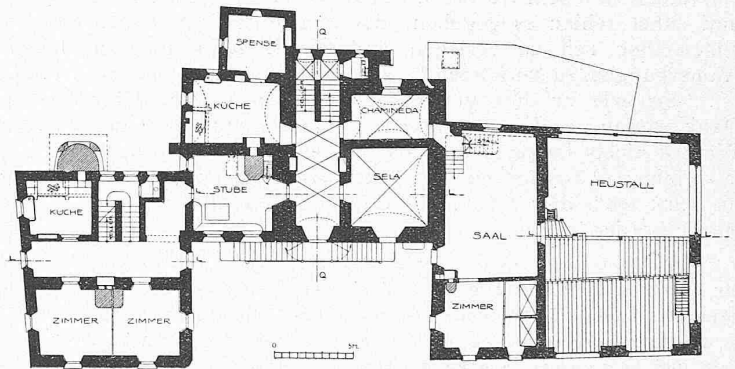 Q
SPENSE
KÜCHE
CHAMINEDA
HEUSTALL
STUBE
SELA
KÜCHE
SAAL
L
L
L
L
L
L
Q
ZIMMER
ZIMMER
ZIMMER
0
5M.